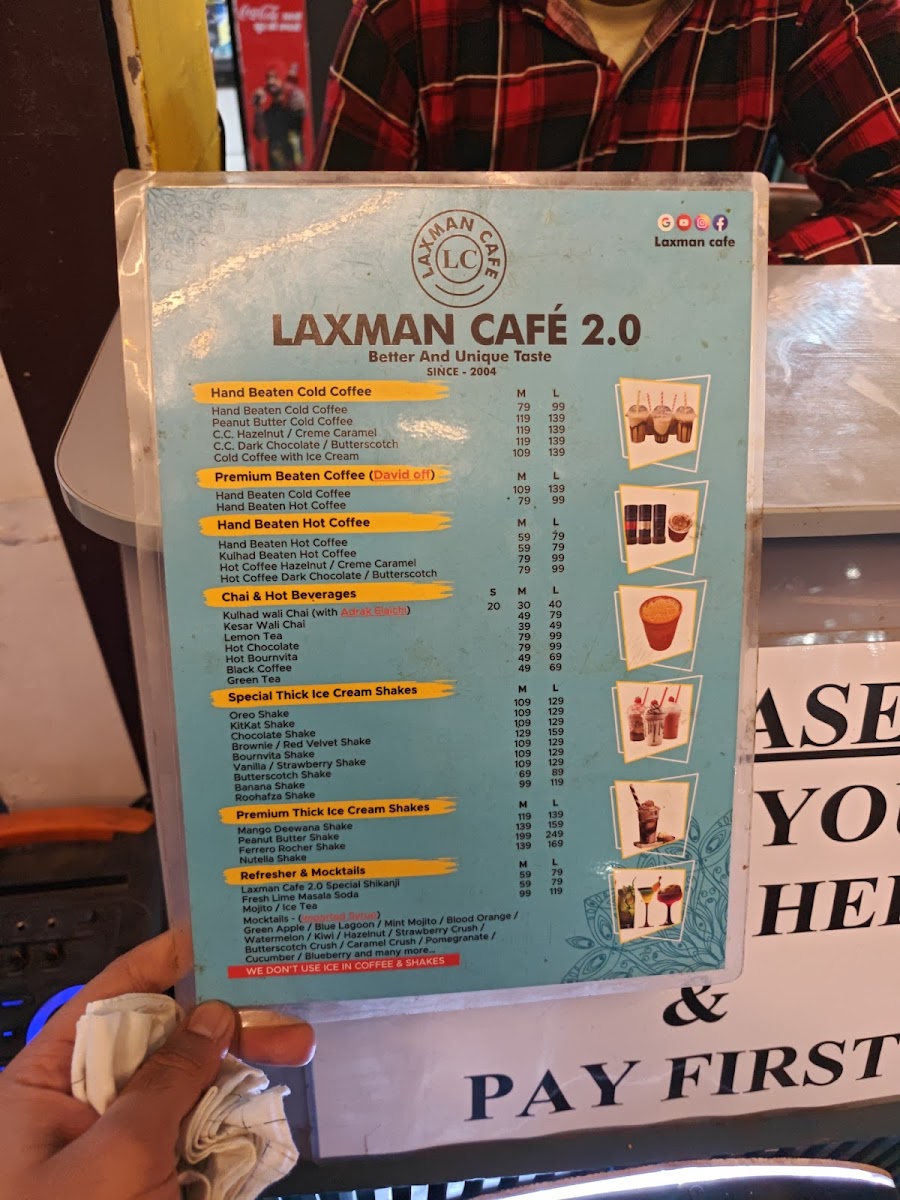 Coca-Cola
G Laxman cafe
LAXMAN CAFE
LC
LAXMAN CAFÉ 2.0
Better And Unique Taste
SINCE - 2004
Hand Beaten Cold Coffee M L
Hand Beaten Cold Coffee 79 99
Peanut Butter Cold Coffee 119 139
C.C. Hazelnut / Creme Caramel 119 139
C.C. Dark Chocolate / Butterscotch 119 139
Cold Coffee with Ice Cream 109 139
Premium Beaten Coffee (David off) M L
Hand Beaten Cold Coffee 109 139
Hand Beaten Hot Coffee 79 99
Hand Beaten Hot Coffee M L
Hand Beaten Hot Coffee 59 79
Kulhad Beaten Hot Coffee 59 79
Hot Coffee Hazelnut / Creme Caramel 79 99
Hot Coffee Dark Chocolate / Butterscotch 79 99
Chai & Hot Beverages S M L
Kulhad wali Chai (with Adrak Elaichi) 20 30 40
Kesar Wali Chai 49 79
Lemon Tea 39 49
Hot Chocolate 79 99
Hot Bournvita 79 99
Black Coffee 49 69
Green Tea 49 69
Special Thick Ice Cream Shakes M L
Oreo Shake 109 129
KitKat Shake 109 129
Chocolate Shake 109 129
Brownie / Red Velvet Shake 129 159
Bournvita Shake 109 129
Vanilla / Strawberry Shake 109 129
Butterscotch Shake 109 129
Banana Shake 69 89
Roohafza Shake 99 119
Premium Thick Ice Cream Shakes M L
Mango Deewana Shake 119 139
Peanut Butter Shake 139 159
Ferrero Rocher Shake 199 249
Nutella Shake 139 169
Refresher & Mocktails M L
Laxman Cafe 2.0 Special Shikanji 59 79
Fresh Lime Masala Soda 59 79
Mojito / Ice Tea 99 119
Mocktails - (Imported Syrup)
Green Apple / Blue Lagoon / Mint Mojito / Blood Orange /
Watermelon / Kiwi / Hazelnut / Strawberry Crush /
Butterscotch Crush / Caramel Crush / Pomegranate /
Cucumber / Blueberry and many more...
WE DON'T USE ICE IN COFFEE & SHAKES
ASE
YOU
HE
&
PAY FIRST